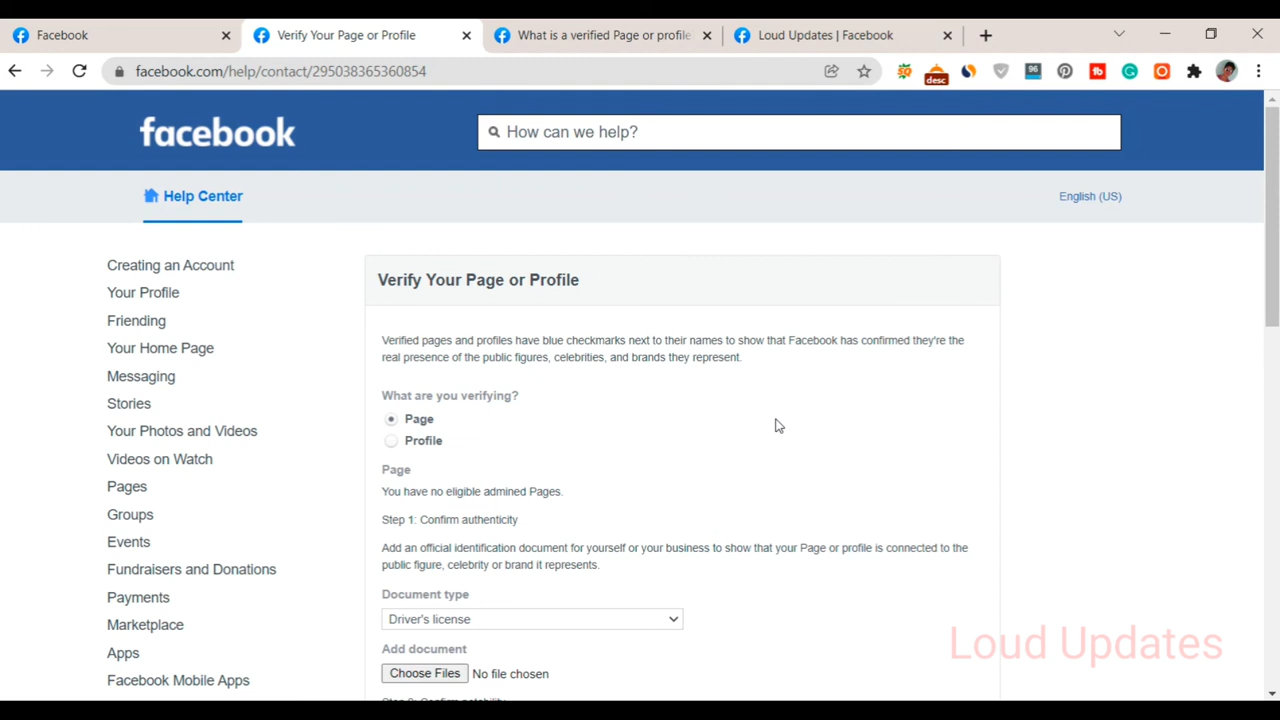 Facebook
Verify Your Page or Profile
What is a verified Page or profile
Loud Updates | Facebook
facebook.com/help/contact/295038365360854
desc
96
facebook
How can we help?
Help Center
English (US)
Creating an Account
Your Profile
Friending
Your Home Page
Messaging
Stories
Your Photos and Videos
Videos on Watch
Pages
Groups
Events
Fundraisers and Donations
Payments
Marketplace
Apps
Facebook Mobile Apps
Verify Your Page or Profile
Verified pages and profiles have blue checkmarks next to their names to show that Facebook has confirmed they're the
real presence of the public figures, celebrities, and brands they represent.
What are you verifying?
Page
Profile
Page
You have no eligible admined Pages.
Step 1: Confirm authenticity
Add an official identification document for yourself or your business to show that your Page or profile is connected to the
public figure, celebrity or brand it represents.
Document type
Driver's license
Add document
Choose Files No file chosen
Loud Updates